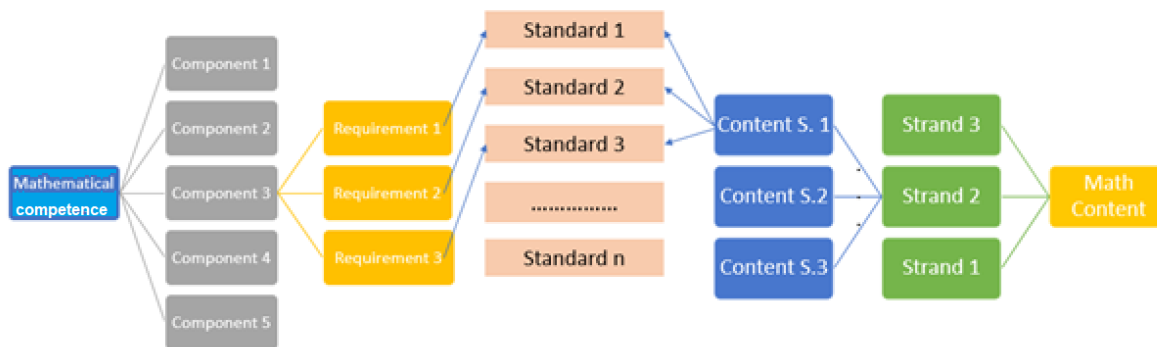 Mathematical
competence
Component 1
Component 2
Component 3
Component 4
Component 5
Requirement 1
Requirement 2
Requirement 3
Standard 1
Standard 2
Standard 3
...............
Standard n
Content S. 1
Content S.2
Content S.3
Strand 3
Strand 2
Strand 1
Math
Content